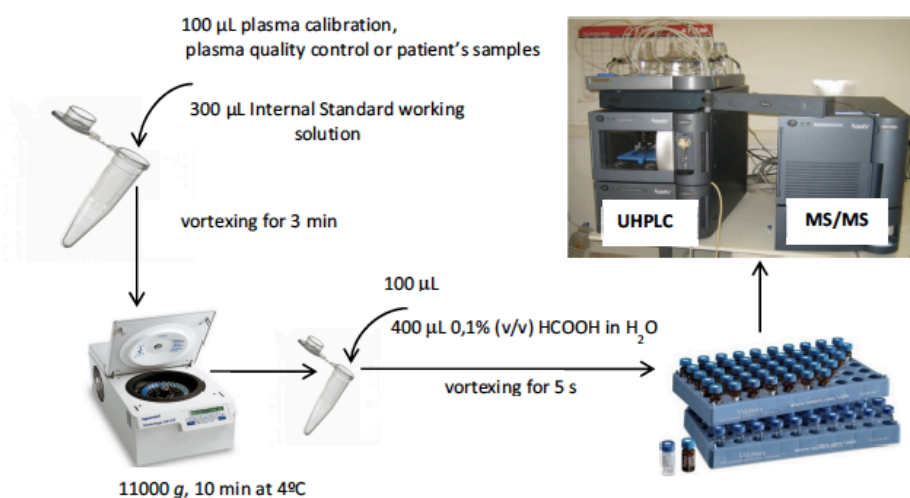 100 µL plasma calibration,
plasma quality control or patient's samples
300 µL Internal Standard working
solution
vortexing for 3 min
UHPLC
MS/MS
100 µL
400 µL 0,1% (v/v) HCOOH in H₂O
vortexing for 5 s
11000 g, 10 min at 4ºC